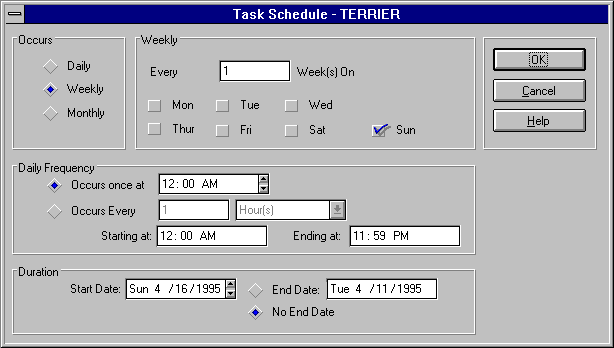 Task Schedule - TERRIER
Occurs
Daily
Weekly
Monthly
Weekly
Every 1 Week(s) On
Mon Tue Wed
Thur Fri Sat Sun
OK
Cancel
Help
Daily Frequency
Occurs once at 12:00 AM
Occurs Every 1 Hour(s)
Starting at: 12:00 AM Ending at: 11:59 PM
Duration
Start Date: Sun 4 /16/1995 End Date: Tue 4 /11/1995
No End Date